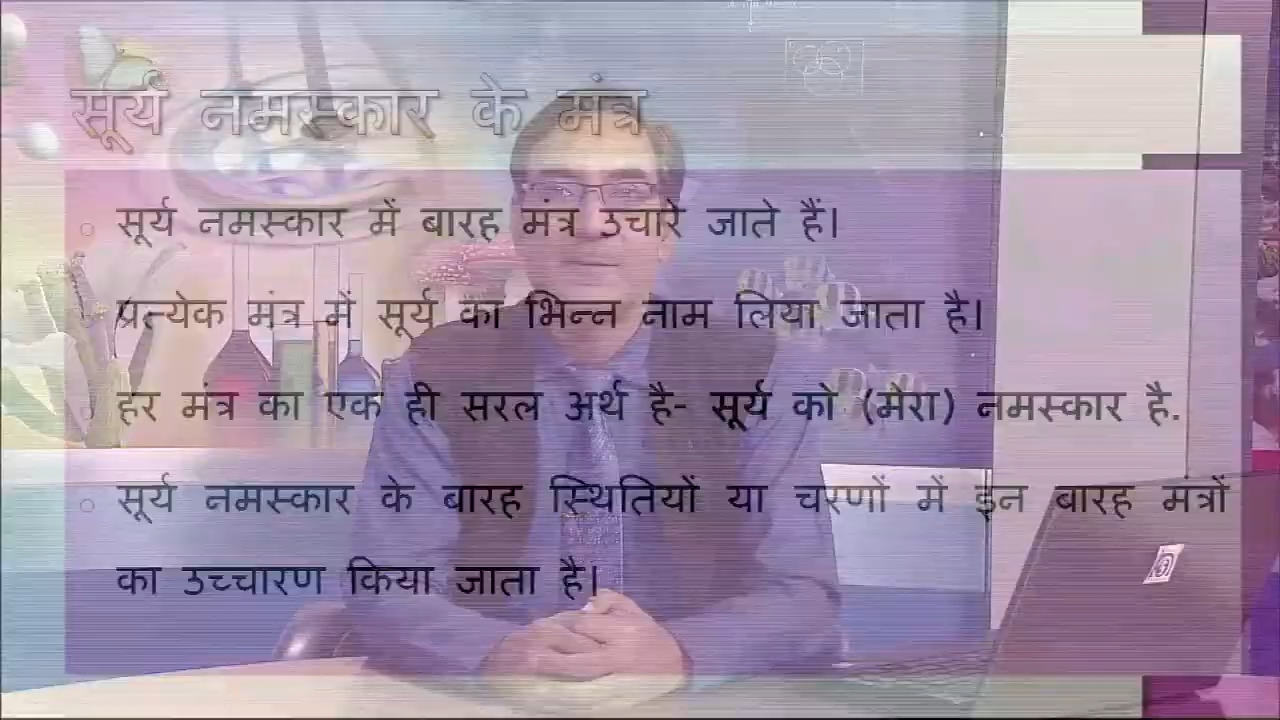 सूर्य नमस्कार के मंत्र
सूर्य नमस्कार में बारह मंत्र उचारे जाते हैं।
प्रत्येक मंत्र में सूर्य का भिन्न नाम लिया जाता है।
हर मंत्र का एक ही सरल अर्थ है- सूर्य को (मेरा) नमस्कार है.
सूर्य नमस्कार के बारह स्थितियों या चरणों में इन बारह मंत्रों
का उच्चारण किया जाता है।